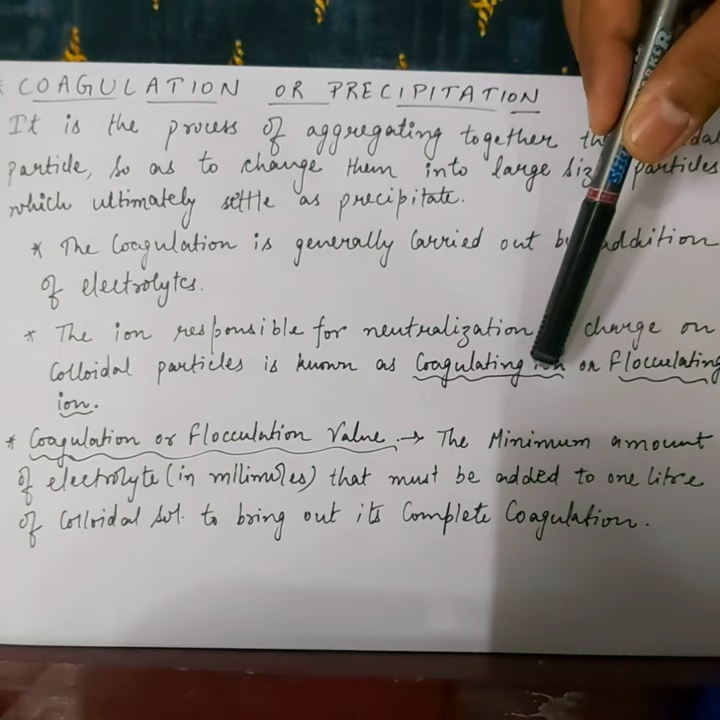 * COAGULATION OR PRECIPITATION
It is the process of aggregating together
particle, so as to change them into large particles
which ultimately settle as precipitate.
* The Coagulation is generally Carried out addition
of electrolytes.
* The ion responsible for neutralization charge on
Colloidal particles is known as Coagulating ion or Flocculating
ion.
* Coagulation or Flocculation Value → The Minimum amount
of electrolyte (in milimoles) that must be added to one litre
of Colloidal Sol. to bring out its Complete Coagulation.